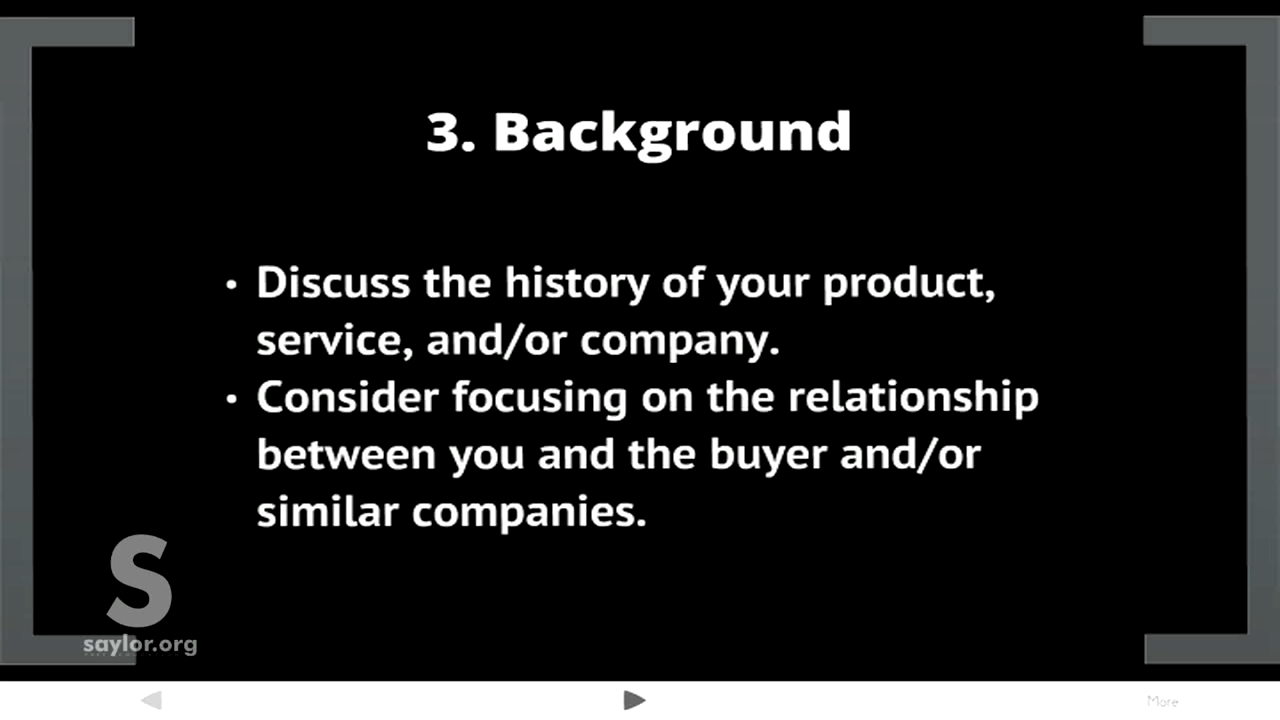 3. Background
• Discuss the history of your product,
service, and/or company.
• Consider focusing on the relationship
between you and the buyer and/or
similar companies.
S
saylor.org
More